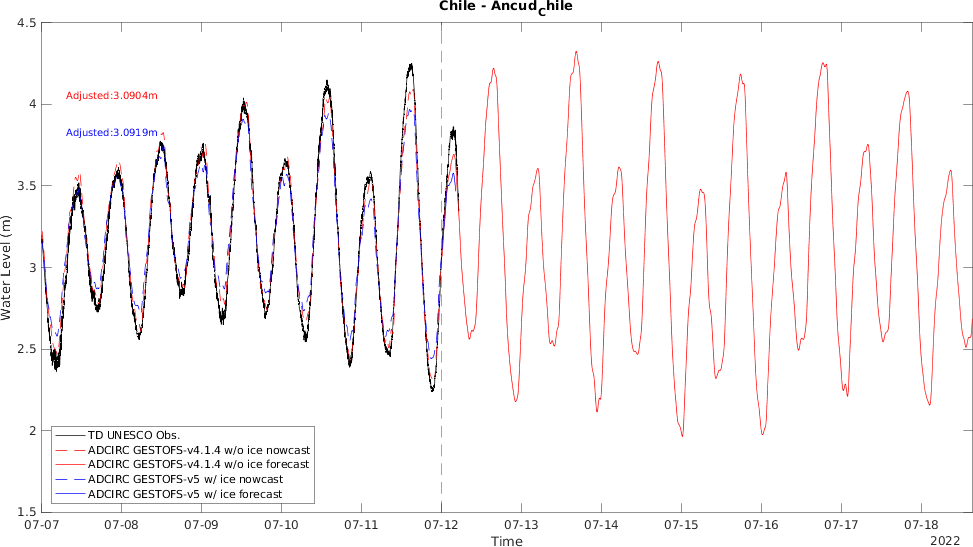 Chile - Ancud_Chile
4.5
4
3.5
3
2.5
2
1.5
Water Level (m)
Adjusted:3.0904m
Adjusted:3.0919m
TD UNESCO Obs.
ADCIRC GESTOFS-v4.1.4 w/o ice nowcast
ADCIRC GESTOFS-v4.1.4 w/o ice forecast
ADCIRC GESTOFS-v5 w/ ice nowcast
ADCIRC GESTOFS-v5 w/ ice forecast
07-07 07-08 07-09 07-10 07-11 07-12 07-13 07-14 07-15 07-16 07-17 07-18
Time
2022